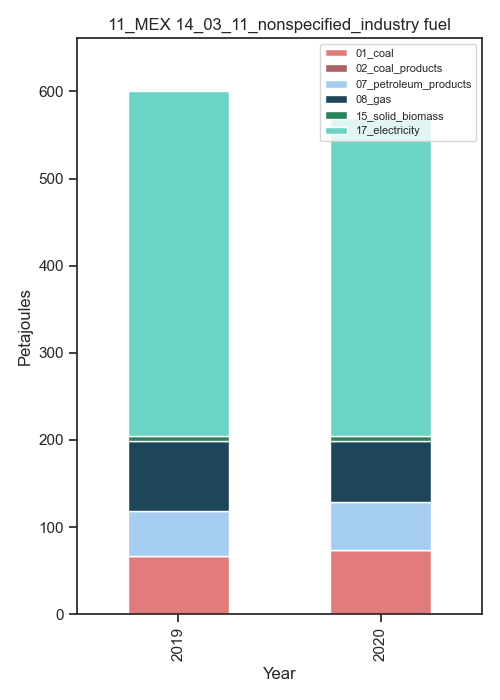 11_MEX 14_03_11_nonspecified_industry fuel
01_coal
02_coal_products
07_petroleum_products
08_gas
15_solid_biomass
17_electricity
600
500
400
300
200
100
0
Petajoules
2019
2020
Year